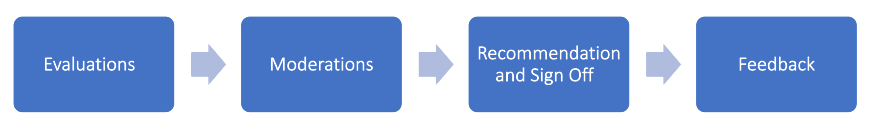 Evaluations
Moderations
Recommendation
and Sign Off
Feedback